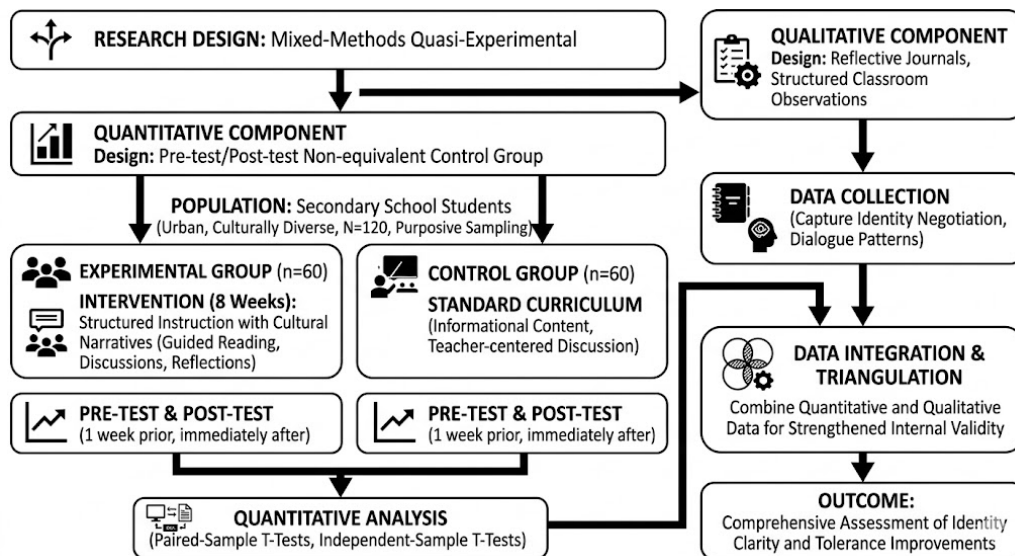 RESEARCH DESIGN: Mixed-Methods Quasi-Experimental
QUANTITATIVE COMPONENT
Design: Pre-test/Post-test Non-equivalent Control Group
POPULATION: Secondary School Students
(Urban, Culturally Diverse, N=120, Purposive Sampling)
EXPERIMENTAL GROUP (n=60)
INTERVENTION (8 Weeks):
Structured Instruction with Cultural
Narratives (Guided Reading,
Discussions, Reflections)
CONTROL GROUP (n=60)
STANDARD CURRICULUM
(Informational Content,
Teacher-centered Discussion)
PRE-TEST & POST-TEST
(1 week prior, immediately after)
PRE-TEST & POST-TEST
(1 week prior, immediately after)
QUANTITATIVE ANALYSIS
(Paired-Sample T-Tests, Independent-Sample T-Tests)
QUALITATIVE COMPONENT
Design: Reflective Journals,
Structured Classroom
Observations
DATA COLLECTION
(Capture Identity Negotiation,
Dialogue Patterns)
DATA INTEGRATION &
TRIANGULATION
Combine Quantitative and Qualitative
Data for Strengthened Internal Validity
OUTCOME:
Comprehensive Assessment of Identity
Clarity and Tolerance Improvements